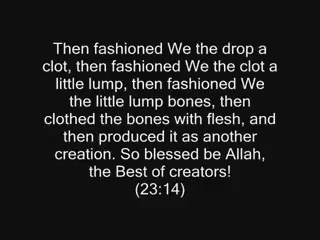 Then fashioned We the drop a
clot, then fashioned We the clot a
little lump, then fashioned We
the little lump bones, then
clothed the bones with flesh, and
then produced it as another
creation. So blessed be Allah,
the Best of creators!
(23:14)